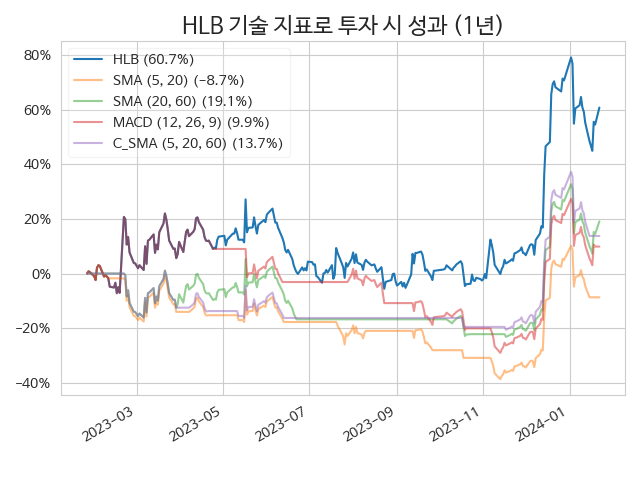 HLB 기술 지표로 투자 시 성과 (1년)
80%
60%
40%
20%
0%
−20%
−40%
HLB (60.7%)
SMA (5, 20) (−8.7%)
SMA (20, 60) (19.1%)
MACD (12, 26, 9) (9.9%)
C_SMA (5, 20, 60) (13.7%)
2023−03
2023−05
2023−07
2023−09
2023−11
2024−01